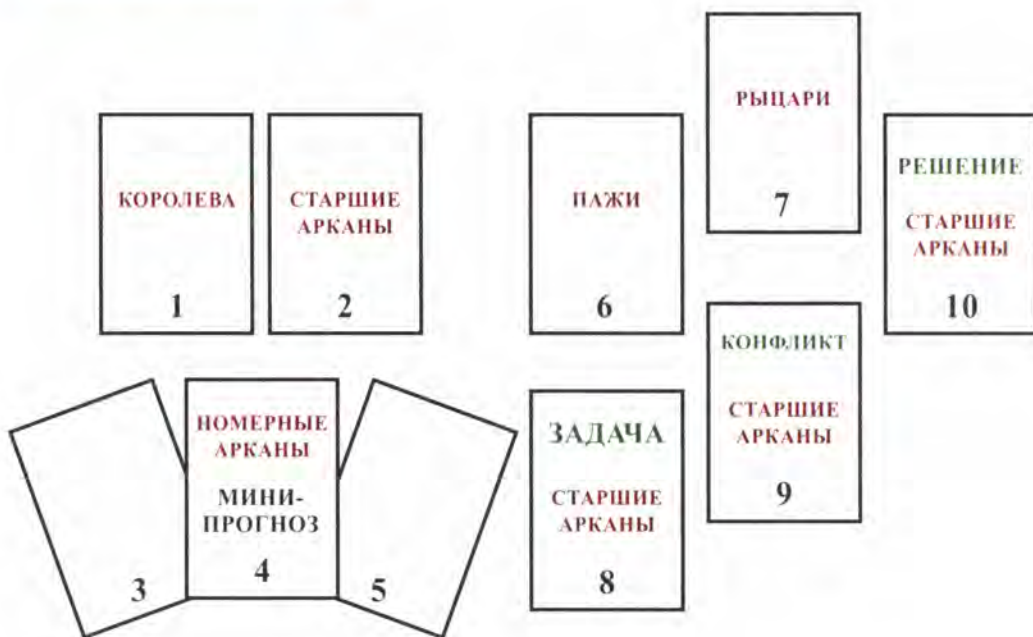 КОРОЛЕВА
1
СТАРШИЕ
АРКАНЫ
2
НОМЕРНЫЕ
АРКАНЫ
МИНИ-
ПРОГНОЗ
3
4
5
ПАЖИ
6
РЫЦАРИ
7
ЗАДАЧА
СТАРШИЕ
АРКАНЫ
8
КОНФЛИКТ
СТАРШИЕ
АРКАНЫ
9
РЕШЕНИЕ
СТАРШИЕ
АРКАНЫ
10